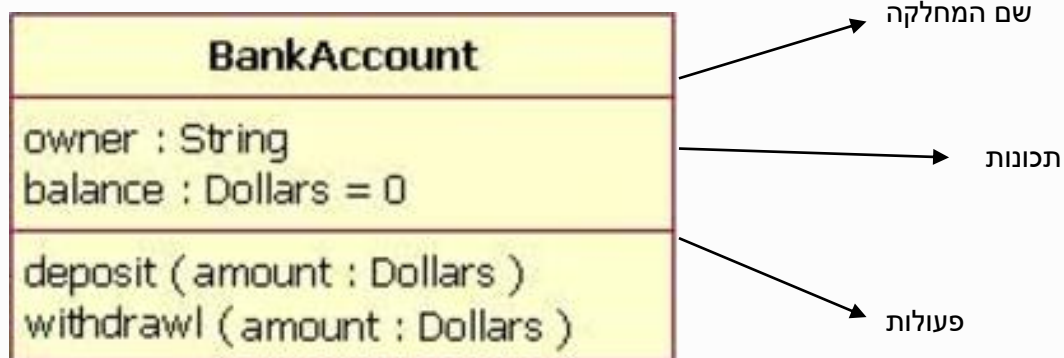 שם המחלקה
BankAccount
owner : String
balance : Dollars = 0
תכונות
deposit ( amount : Dollars )
withdrawl ( amount : Dollars )
פעולות